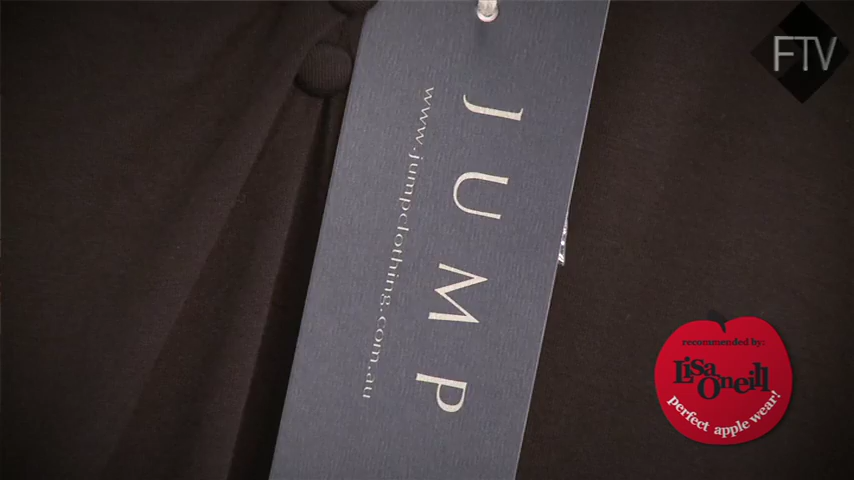 FTV
JUMP
www.jumpclothing.com.au
recommended by:
Lisa
Oneill
perfect apple wear!